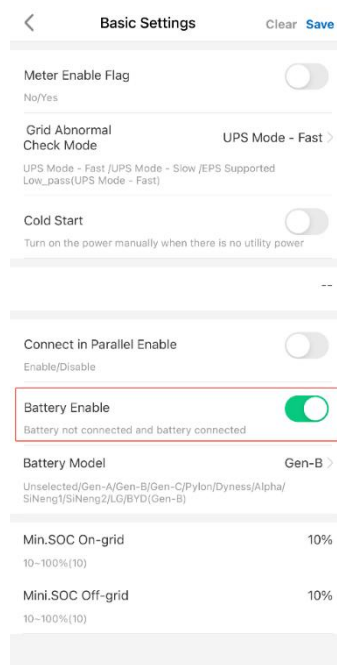 Basic Settings
Clear Save
Meter Enable Flag
No/Yes
Grid Abnormal
Check Mode
UPS Mode - Fast
UPS Mode - Fast /UPS Mode - Slow /EPS Supported
Low_pass(UPS Mode - Fast)
Cold Start
Turn on the power manually when there is no utility power
--
Connect in Parallel Enable
Enable/Disable
Battery Enable
Battery not connected and battery connected
Battery Model
Gen-B
Unselected/Gen-A/Gen-B/Gen-C/Pylon/Dyness/Alpha/
SiNeng1/SiNeng2/LG/BYD(Gen-B)
Min.SOC On-grid
10%
10~100%(10)
Mini.SOC Off-grid
10%
10~100%(10)